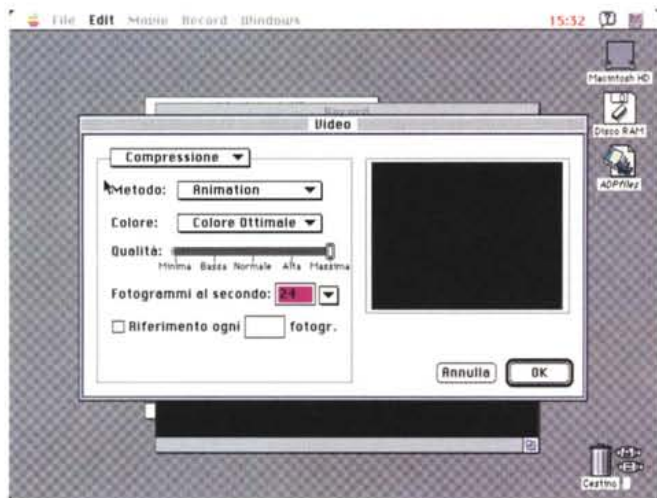 File Edit Movie Record Windows 15:32
Macintosh HD
Record
Video
Disco RAM
Compressione
ADPfiles
Metodo: Animation
Colore: Colore Ottimale
Qualità:
Minima Bassa Normale Alta Massima
Fotogrammi al secondo: 24
Riferimento ogni fotogr.
Annulla OK
Cestino